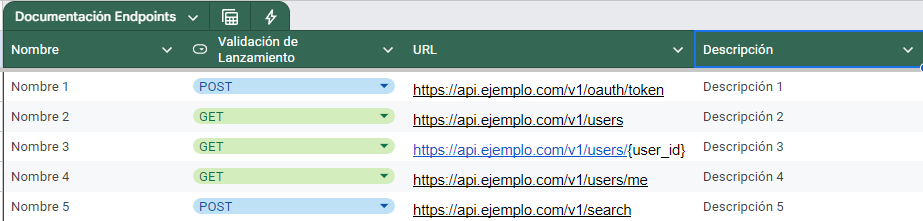 Documentación Endpoints
Nombre Validación de Lanzamiento URL Descripción
Nombre 1 POST https://api.ejemplo.com/v1/oauth/token Descripción 1
Nombre 2 GET https://api.ejemplo.com/v1/users Descripción 2
Nombre 3 GET https://api.ejemplo.com/v1/users/{user_id} Descripción 3
Nombre 4 GET https://api.ejemplo.com/v1/users/me Descripción 4
Nombre 5 POST https://api.ejemplo.com/v1/search Descripción 5